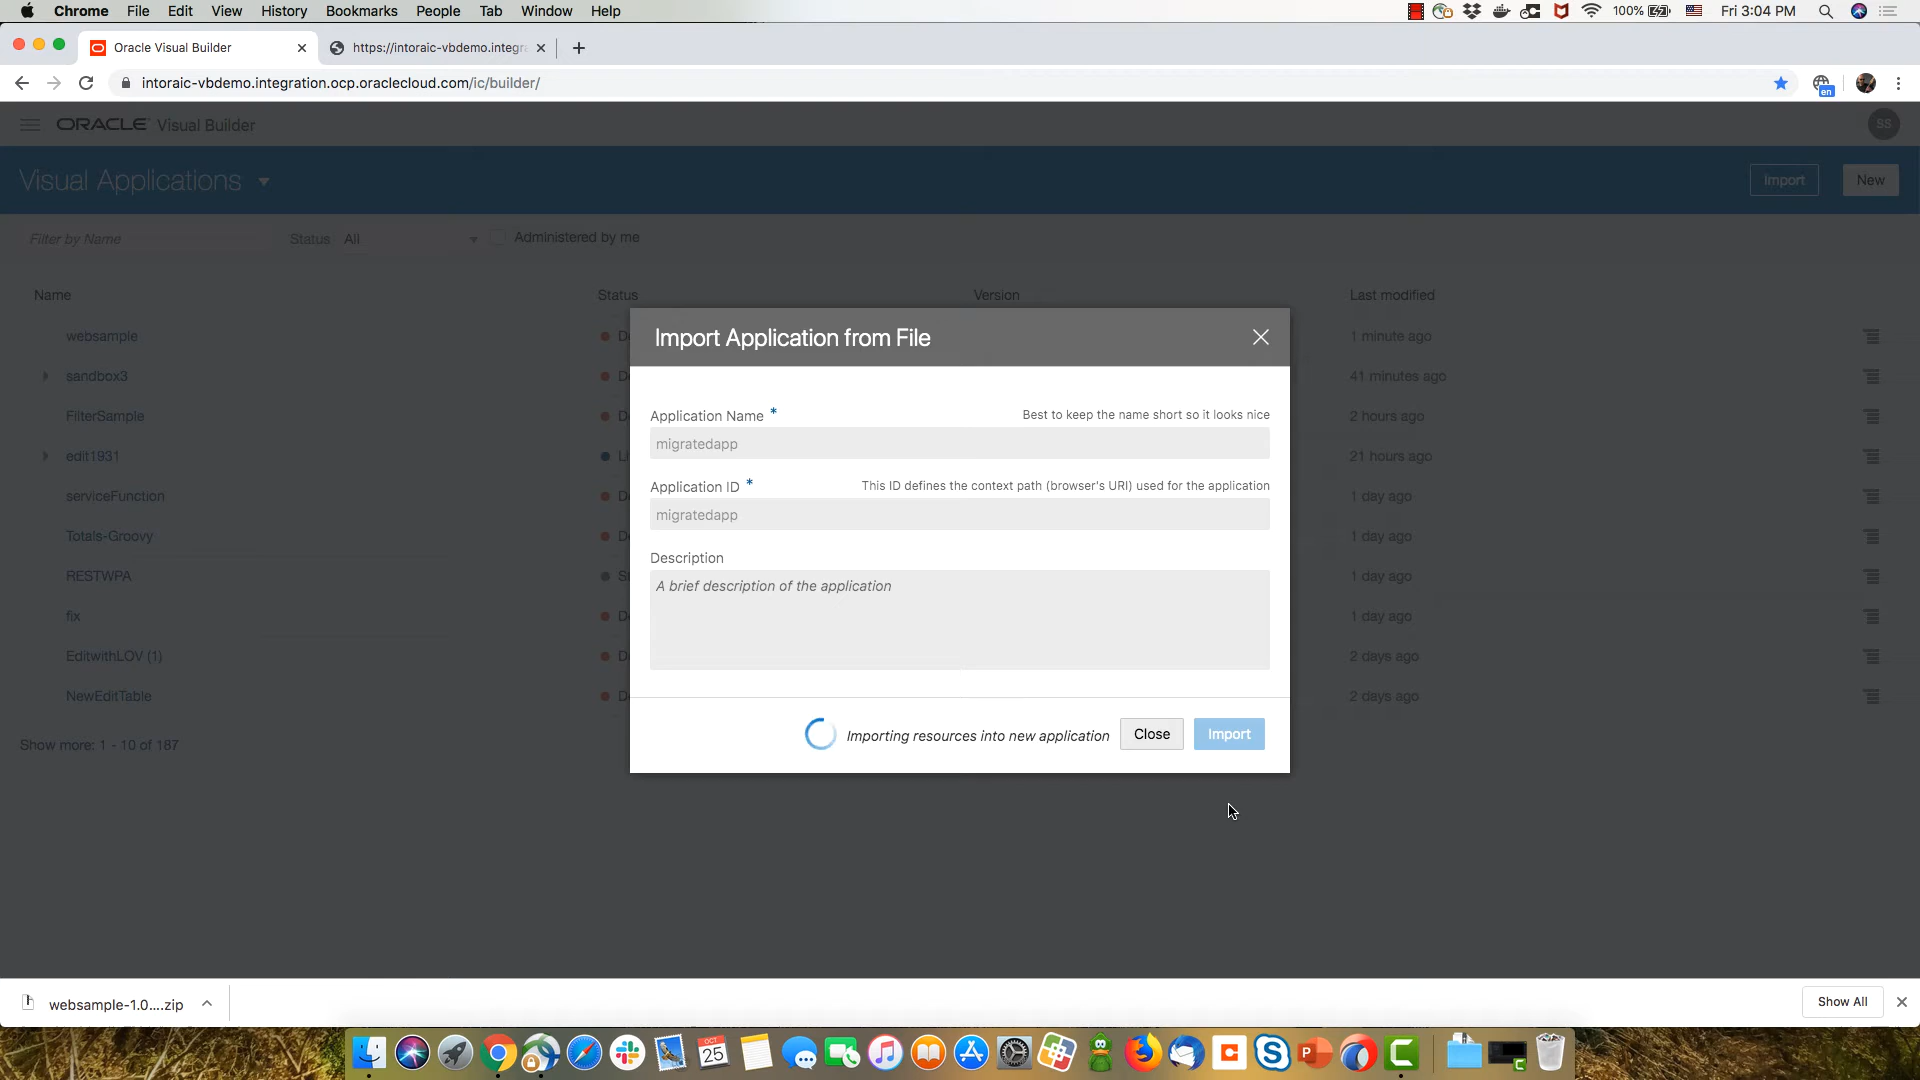 Chrome File Edit View History Bookmarks People Tab Window Help 100% Fri 3:04 PM
Oracle Visual Builder https://intoraic-vbdemo.integra
intoraic-vbdemo.integration.ocp.oraclecloud.com/ic/builder/ en
ORACLE Visual Builder SS
Visual Applications Import New
Filter by Name Status All Administered by me
Name Status Version Last modified
websample 1 minute ago
sandbox3 41 minutes ago
FilterSample 2 hours ago
edit1931 21 hours ago
serviceFunction 1 day ago
Totals-Groovy 1 day ago
RESTWPA 1 day ago
fix 1 day ago
EditwithLOV (1) 2 days ago
NewEditTable 2 days ago
Show more: 1 - 10 of 187
Import Application from File
Application Name * Best to keep the name short so it looks nice
migratedapp
Application ID * This ID defines the context path (browser's URI) used for the application
migratedapp
Description
A brief description of the application
Importing resources into new application Close Import
websample-1.0....zip Show All
OCT
25